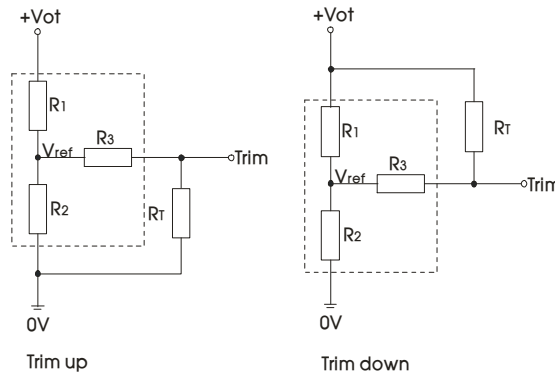 +Vot
R1
Vref
R3
Trim
R2
RT
0V
Trim up
+Vot
R1
RT
Vref
R3
Trim
R2
0V
Trim down